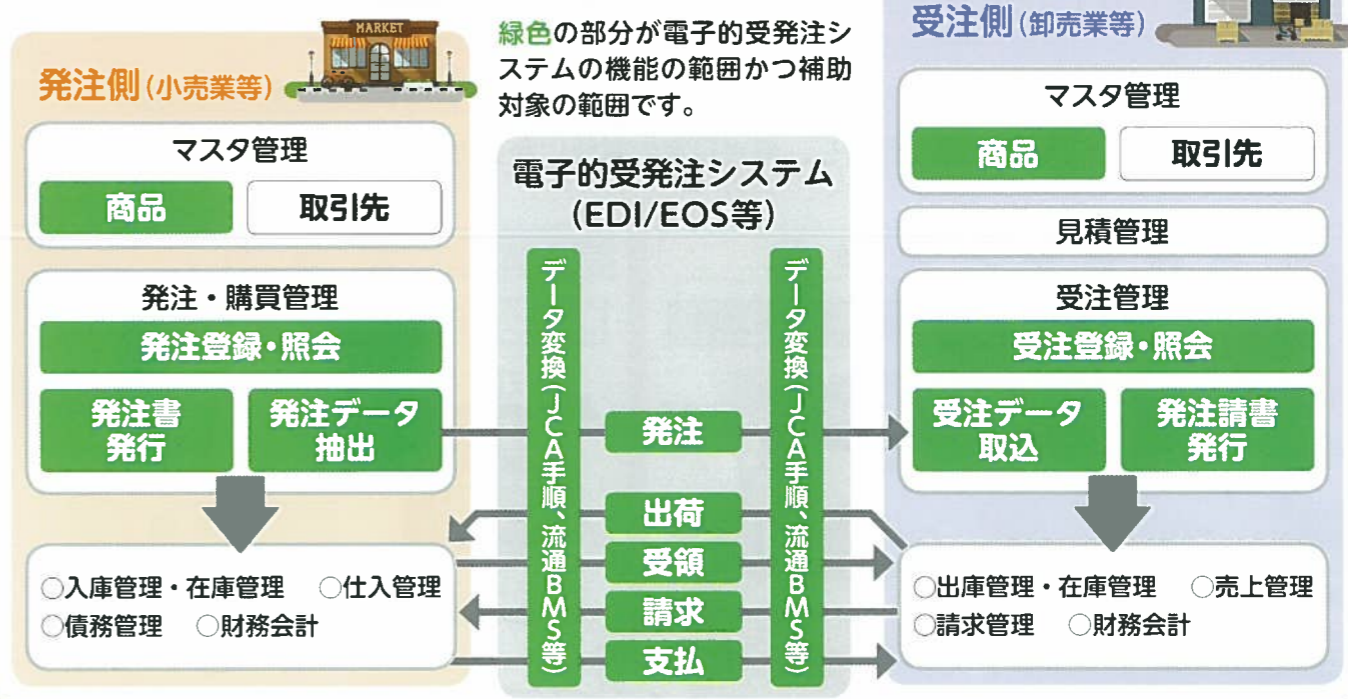 MARKET
発注側(小売業等)
マスタ管理
商品
取引先
発注・購買管理
発注登録・照会
発注書
発行
発注データ
抽出
○入庫管理・在庫管理 ○仕入管理
○債務管理 ○財務会計
緑色の部分が電子的受発注シ
ステムの機能の範囲かつ補助
対象の範囲です。
電子的受発注システム
(EDI/EOS等)
データ変換(JCA手順、流通BMS等)
発注
出荷
受領
請求
支払
データ変換(JCA手順、流通BMS等)
受注側(卸売業等)
マスタ管理
商品
取引先
見積管理
受注管理
受注登録・照会
受注データ
取込
発注請書
発行
○出庫管理・在庫管理 ○売上管理
○請求管理 ○財務会計